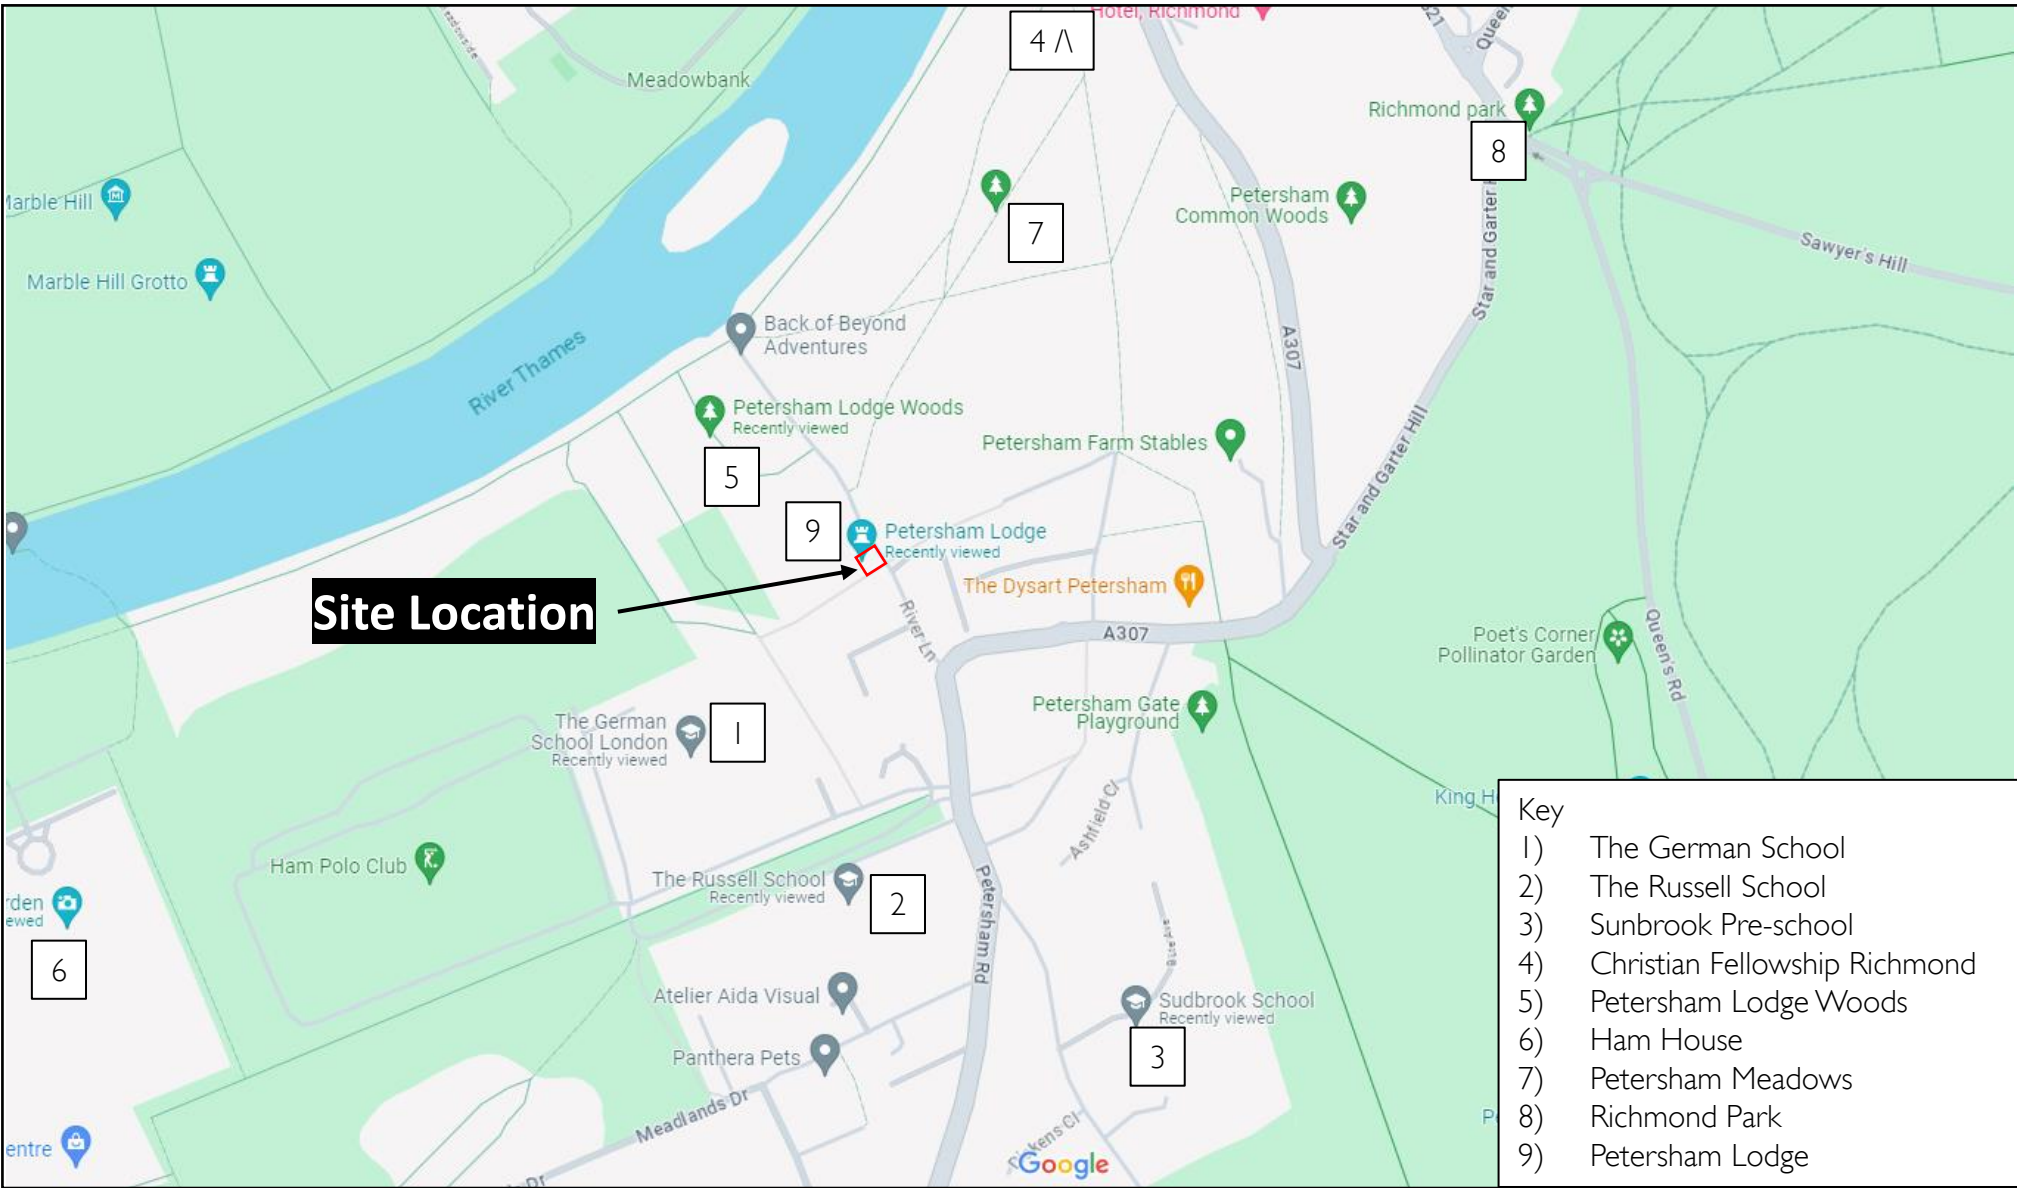 Hotel, Richmond
4 /\
Meadowbank
Richmond park
8
Marble Hill
Petersham
Common Woods
7
Star and Garter
Sawyer's Hill
Marble Hill Grotto
River Thames
Back of Beyond
Adventures
A307
Petersham Lodge Woods
Recently viewed
5
Petersham Farm Stables
Star and Garter Hill
9
Petersham Lodge
Recently viewed
Site Location
The Dysart Petersham
River Ln
A307
Poet's Corner
Pollinator Garden
Queen's Rd
Petersham Gate
Playground
The German
School London
Recently viewed
1
Ashfield Cl
Ham Polo Club
The Russell School
Recently viewed
2
Petersham Rd
Bute Ave
6
Atelier Aida Visual
Sudbrook School
Recently viewed
3
Panthera Pets
Meadlands Dr
Google
Key
1) The German School
2) The Russell School
3) Sunbrook Pre-school
4) Christian Fellowship Richmond
5) Petersham Lodge Woods
6) Ham House
7) Petersham Meadows
8) Richmond Park
9) Petersham Lodge